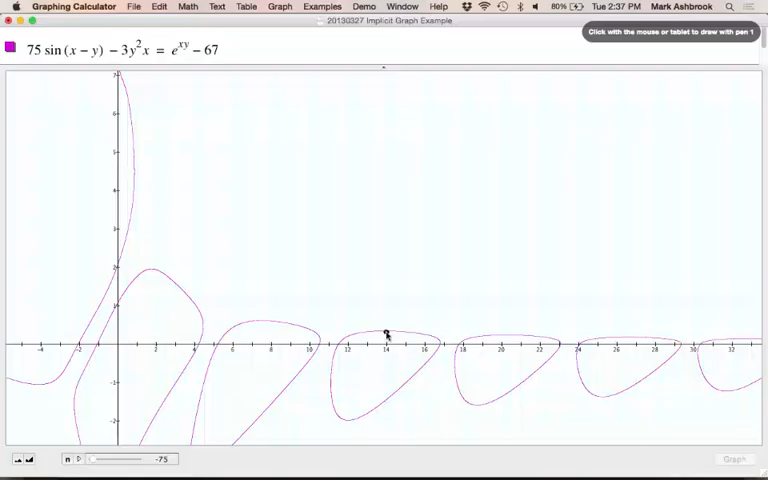 Graphing Calculator File Edit Math Text Table Graph Examples Demo Window Help 80% Tue 2:37 PM Mark Ashbrook
20130327 Implicit Graph Example
Click with the mouse or tablet to draw with pen 1
75 sin (x − y) − 3y²x = e^{xy} − 67
7
6
5
4
3
2
1
-4 -2 2 4 6 8 10 12 14 16 18 20 22 24 26 28 30 32
-1
-2
n -75 Graph